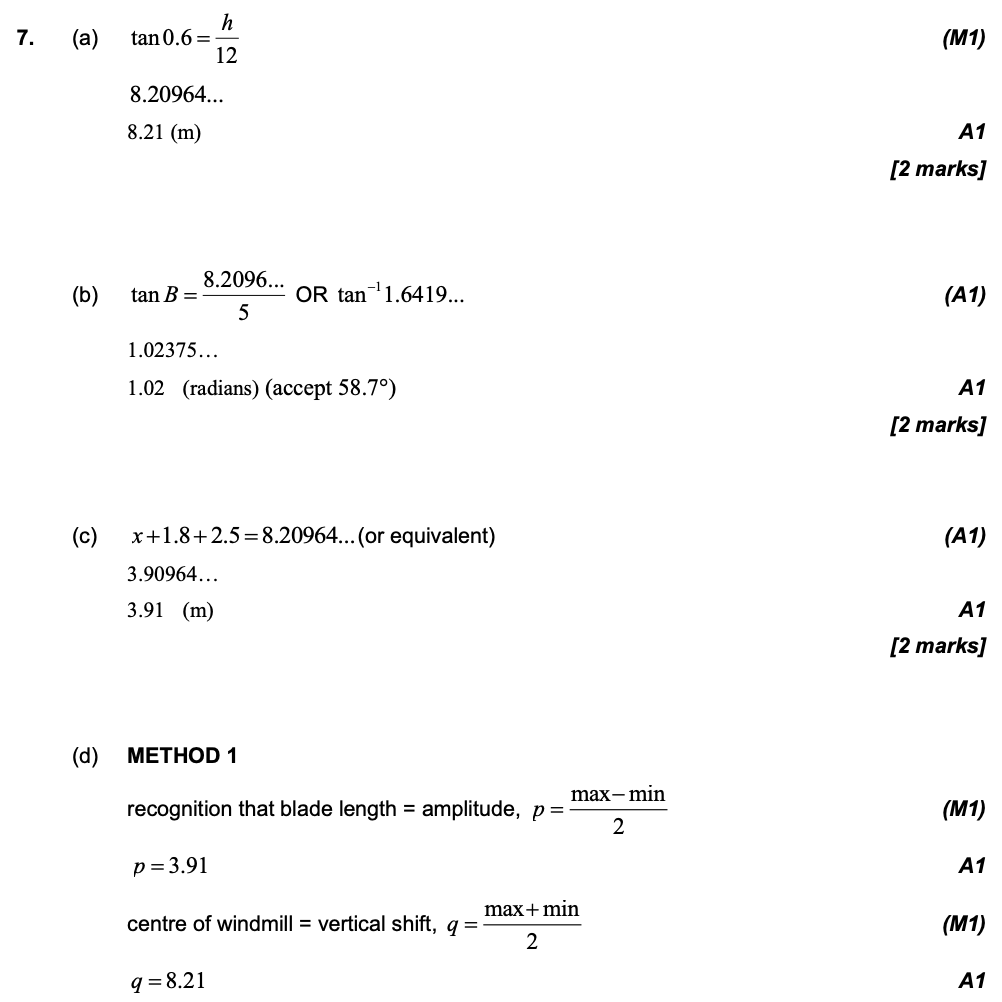 7. (a) tan 0.6 = h/12 (M1)
8.20964...
8.21 (m) A1
[2 marks]
(b) tan B = 8.2096.../5 OR tan⁻¹ 1.6419... (A1)
1.02375...
1.02 (radians) (accept 58.7°) A1
[2 marks]
(c) x + 1.8 + 2.5 = 8.20964... (or equivalent) (A1)
3.90964...
3.91 (m) A1
[2 marks]
(d) METHOD 1
recognition that blade length = amplitude, p = max − min/2 (M1)
p = 3.91 A1
centre of windmill = vertical shift, q = max + min/2 (M1)
q = 8.21 A1